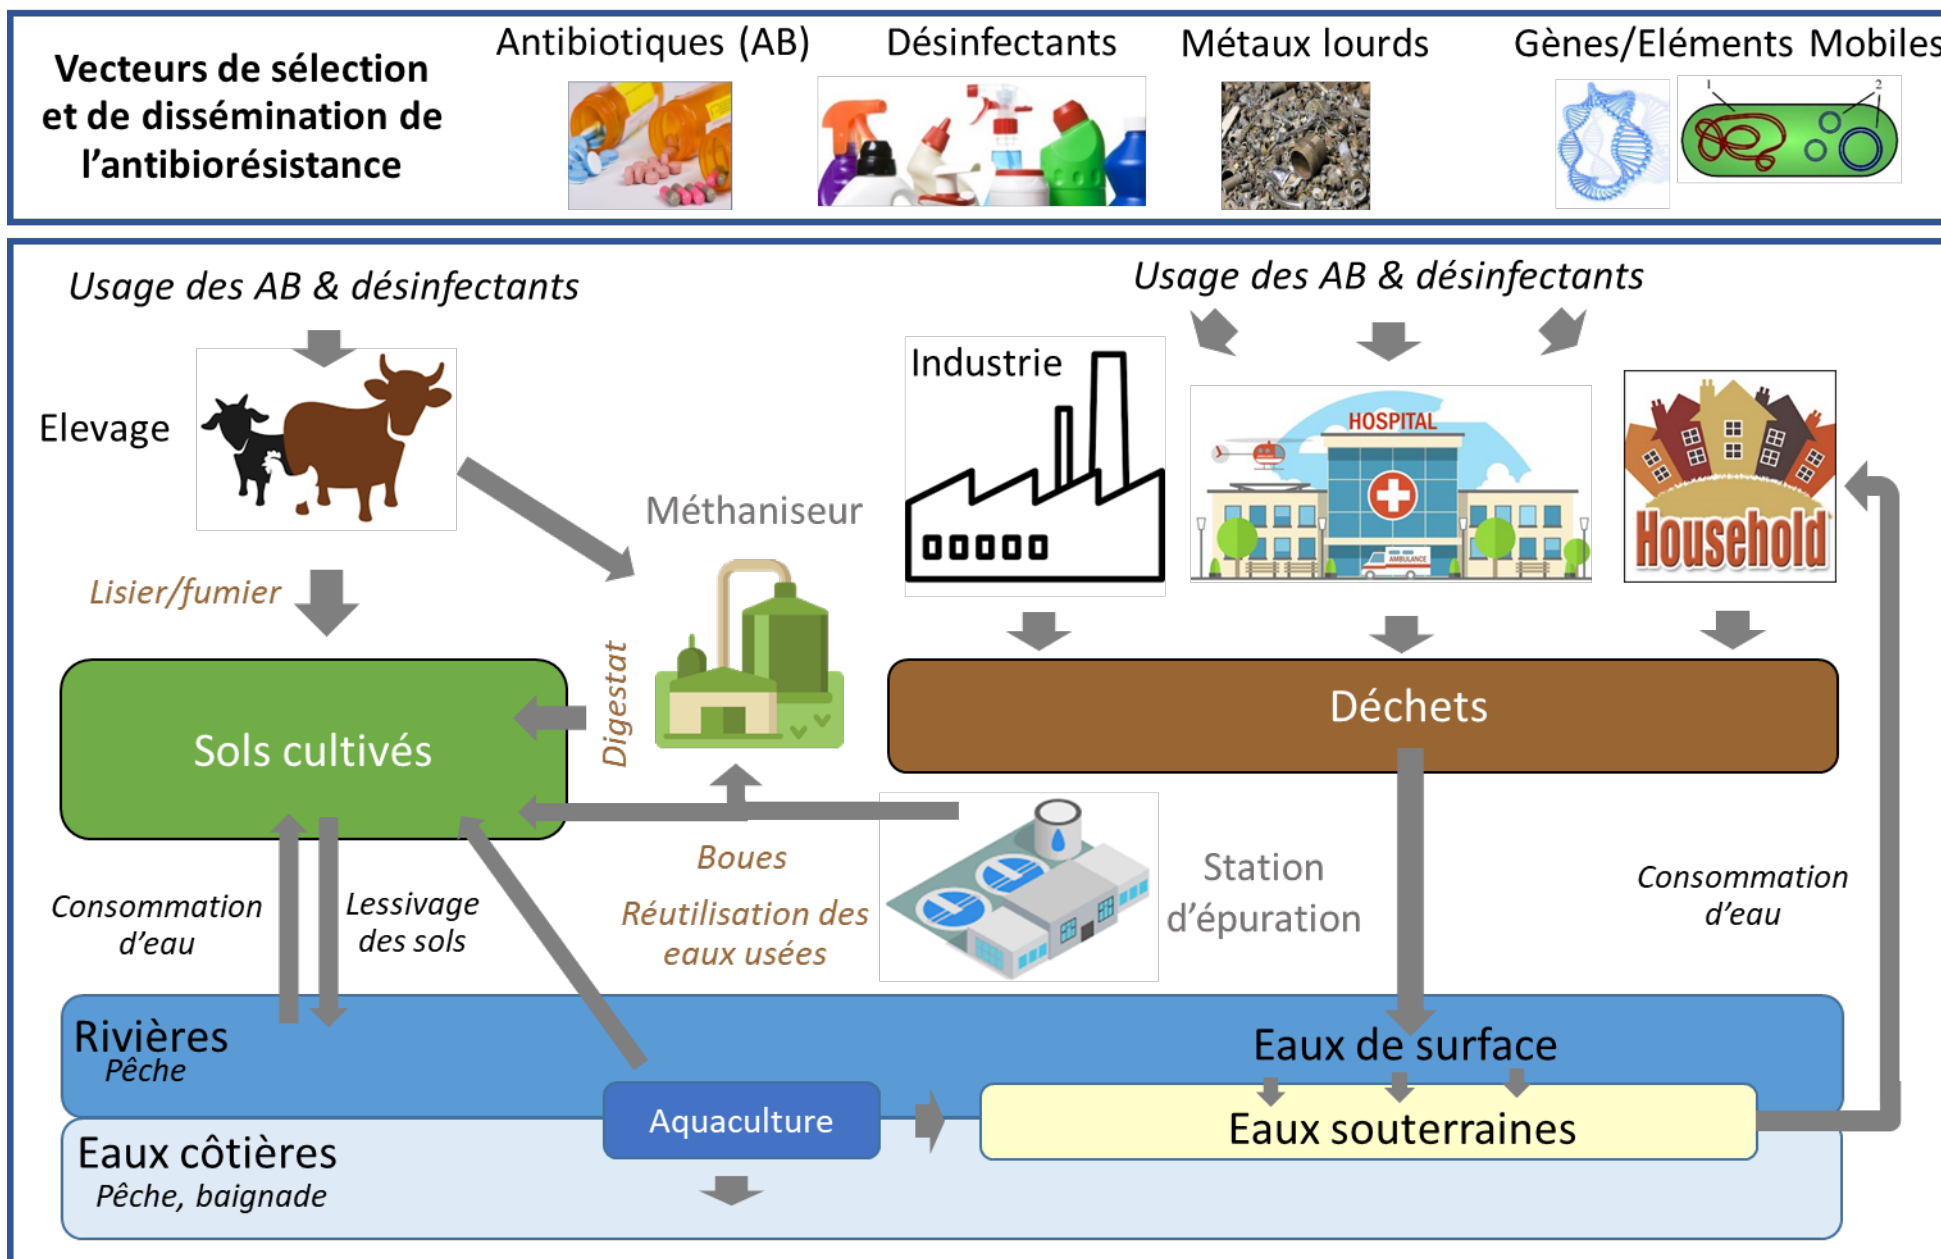 Vecteurs de sélection
et de dissémination de
l’antibiorésistance
Antibiotiques (AB)
Désinfectants
Métaux lourds
Gènes/Eléments Mobiles
1
2
Usage des AB & désinfectants
Usage des AB & désinfectants
Elevage
Industrie
HOSPITAL
AMBULANCE
Household
Méthaniseur
Lisier/fumier
Digestat
Sols cultivés
Déchets
Boues
Réutilisation des
eaux usées
Station
d’épuration
Consommation
d’eau
Lessivage
des sols
Consommation
d’eau
Rivières
Pêche
Eaux de surface
Aquaculture
Eaux souterraines
Eaux côtières
Pêche, baignade